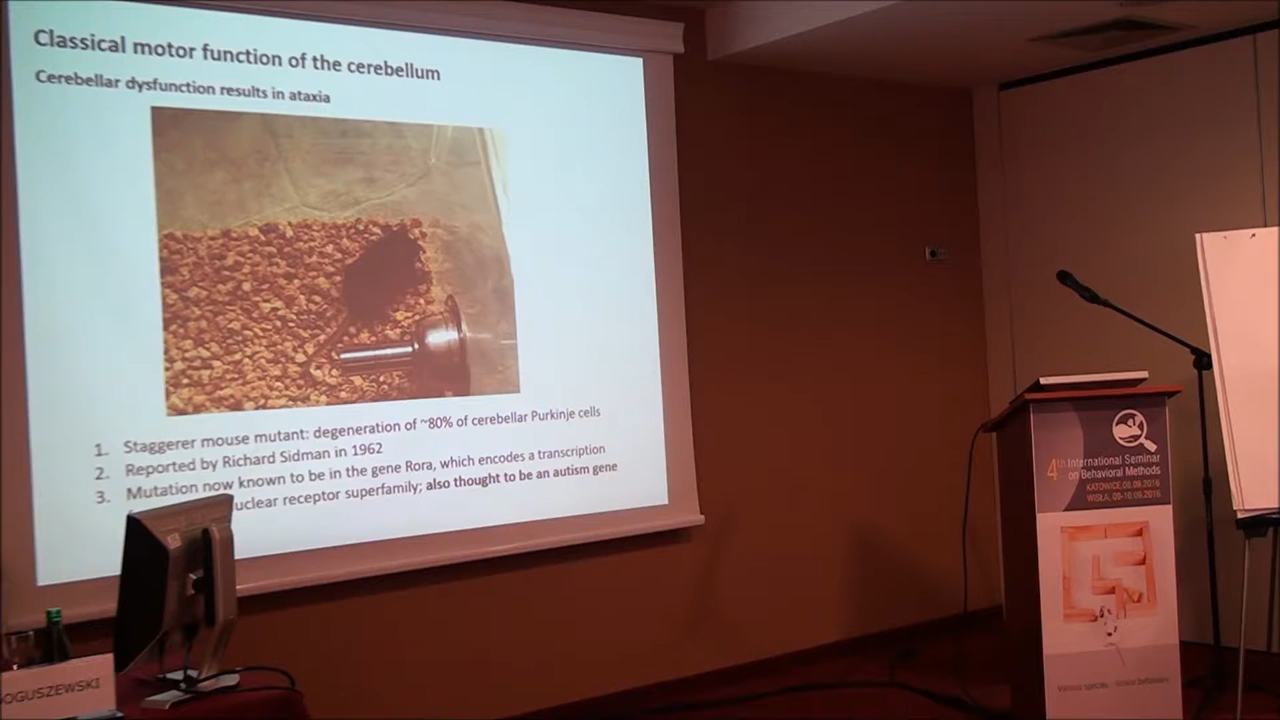 Classical motor function of the cerebellum
Cerebellar dysfunction results in ataxia
1. Staggerer mouse mutant: degeneration of ~80% of cerebellar Purkinje cells
2. Reported by Richard Sidman in 1962
3. Mutation now known to be in the gene Rora, which encodes a transcription
uclear receptor superfamily; also thought to be an autism gene
OGUSZEWSKI
4th International Seminar
on Behavioral Methods
KATOWICE,08.09.2016
WISŁA, 09-10.09.2016